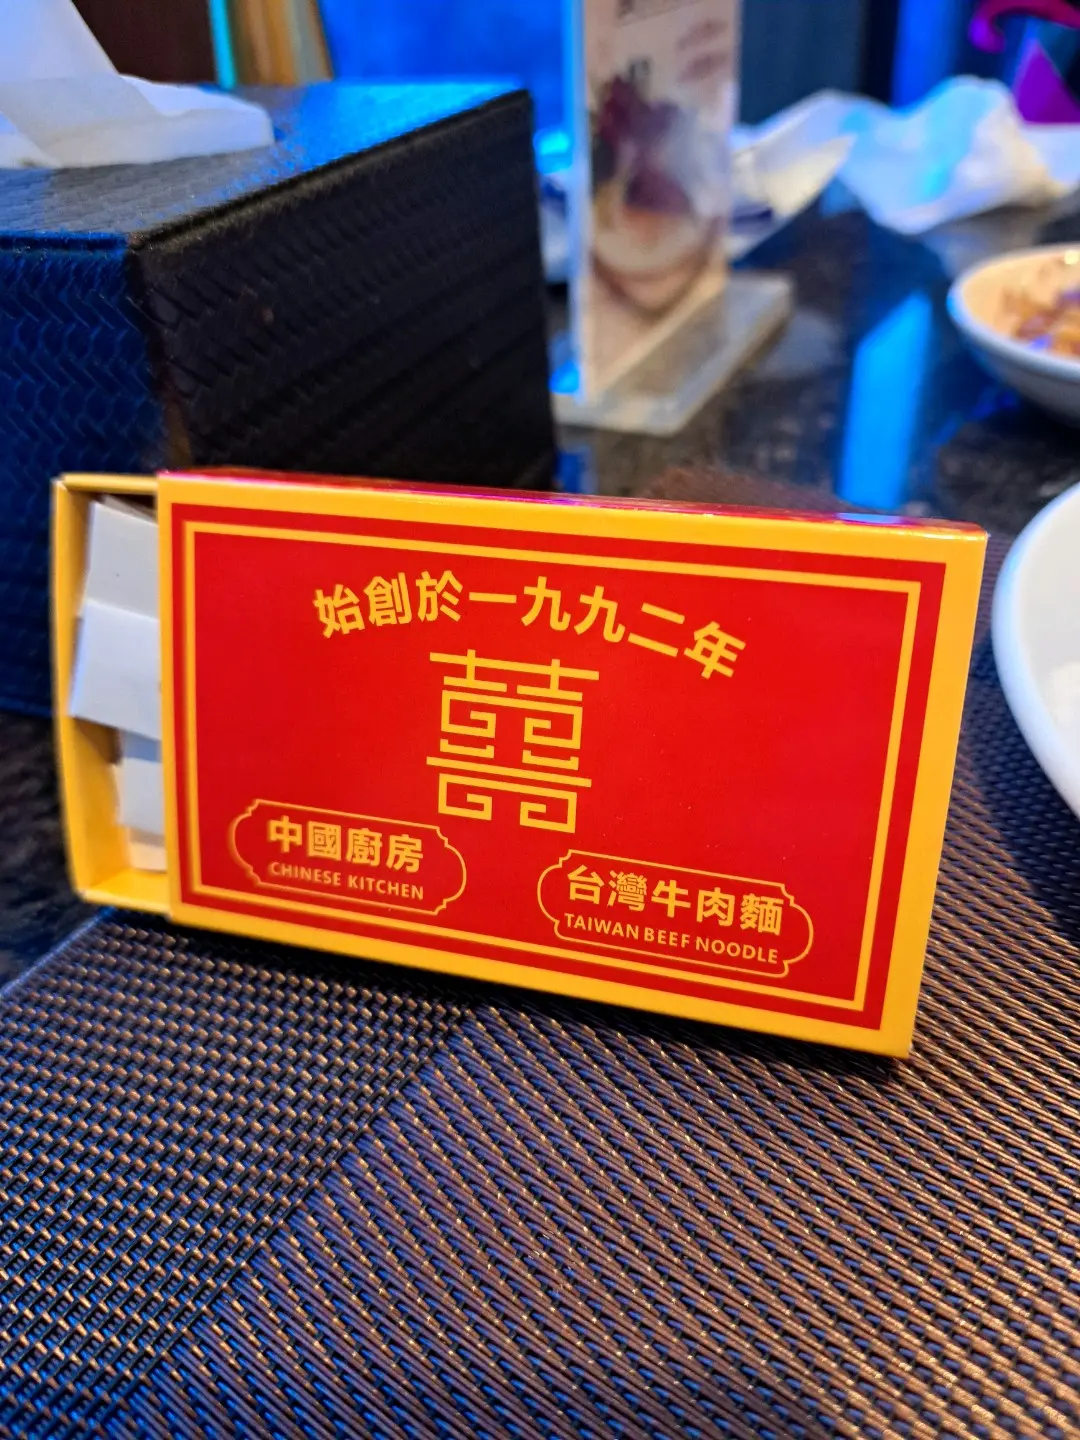 始創於一九九二年
囍
中國廚房
CHINESE KITCHEN
台灣牛肉麵
TAIWAN BEEF NOODLE